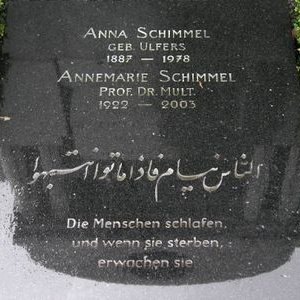 ANNA SCHIMMEL
GEB. ULFERS
1887 — 1978
ANNEMARIE SCHIMMEL
PROF. DR. MULT.
1922 — 2003
الناس نیام فاذا ماتوا انتبهوا
Die Menschen schlafen,
und wenn sie sterben,
erwachen sie